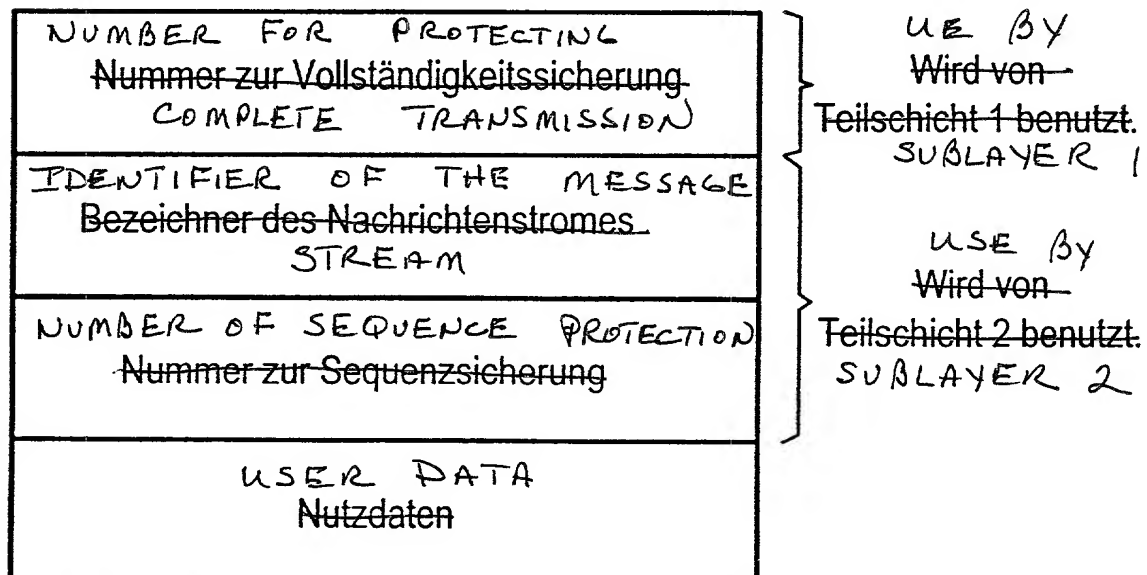 NUMBER FOR PROTECTING
Nummer zur Vollständigkeitssicherung
COMPLETE TRANSMISSION
IDENTIFIER OF THE MESSAGE
Bezeichner des Nachrichtenstromes
STREAM
NUMBER OF SEQUENCE PROTECTION
Nummer zur Sequenzsicherung
USER DATA
Nutzdaten
UE BY
Wird von
Teilschicht 1 benutzt.
SUBLAYER 1
USE BY
Wird von
Teilschicht 2 benutzt.
SUBLAYER 2